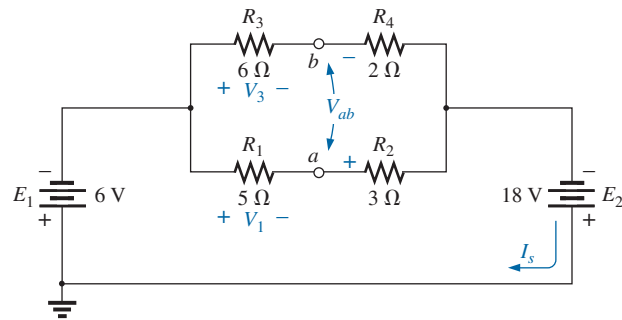 R3 R4
b
6 Ω − 2 Ω
+ V3 −
Vab
R1 a + R2
− −
E1 6 V 5 Ω 3 Ω 18 V E2
+ + V1 − +
Is